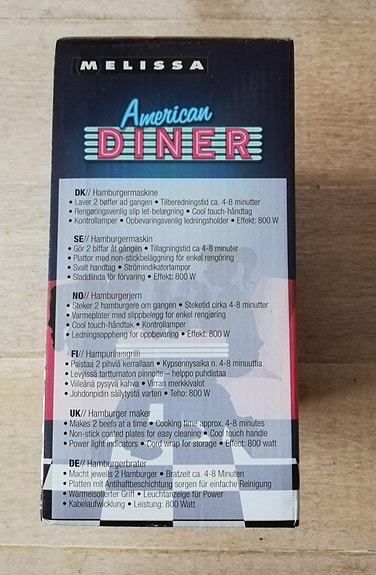 MELISSA
American
DINER
DK// Hamburgermaskine
• Laver 2 bøffer ad gangen • Tilberedningstid ca. 4-8 minutter
• Rengøringsvenlig slip let-belægning • Cool touch-håndtag
• Kontrollamper • Opbevaringsvenlig ledningsholder • Effekt: 800 W
SE// Hamburgermaskin
• Gör 2 biffar åt gången • Tillagningstid ca 4-8 minuter
• Plattor med non-stickbeläggning för enkel rengöring
• Svalt handtag • Strömindikatorlampor
• Sladdlinda för förvaring • Effekt: 800 W
NO// Hamburgerjern
• Steker 2 hamburgere om gangen • Steketid cirka 4-8 minutter
• Varmeplater med slippbelegg for enkel rengjøring
• Cool touch-håndtak • Kontrollamper
• Ledningsoppheng for oppbevaring • Effekt: 800 W
FI// Hampurilaisgrilli
• Paistaa 2 pihviä kerrallaan • Kypsennysaika n. 4-8 minuuttia
• Levyissä tarttumaton pinnoite – helppo puhdistaa
• Viileänä pysyvä kahva • Virran merkkivalot
• Johdonpidin säilytystä varten • Teho: 800 W
UK// Hamburger maker
• Makes 2 beefs at a time • Cooking time approx. 4-8 minutes
• Non-stick coated plates for easy cleaning • Cool touch handle
• Power light indicators • Cord wrap for storage • Effect: 800 watt
DE// Hamburgerbrater
• Macht jeweils 2 Hamburger • Bratzeit ca. 4-8 Minuten
• Platten mit Antihaftbeschichtung sorgen für einfache Reinigung
• Wärmeisolierter Griff • Leuchtanzeige für Power
• Kabelaufwicklung • Leistung: 800 Watt